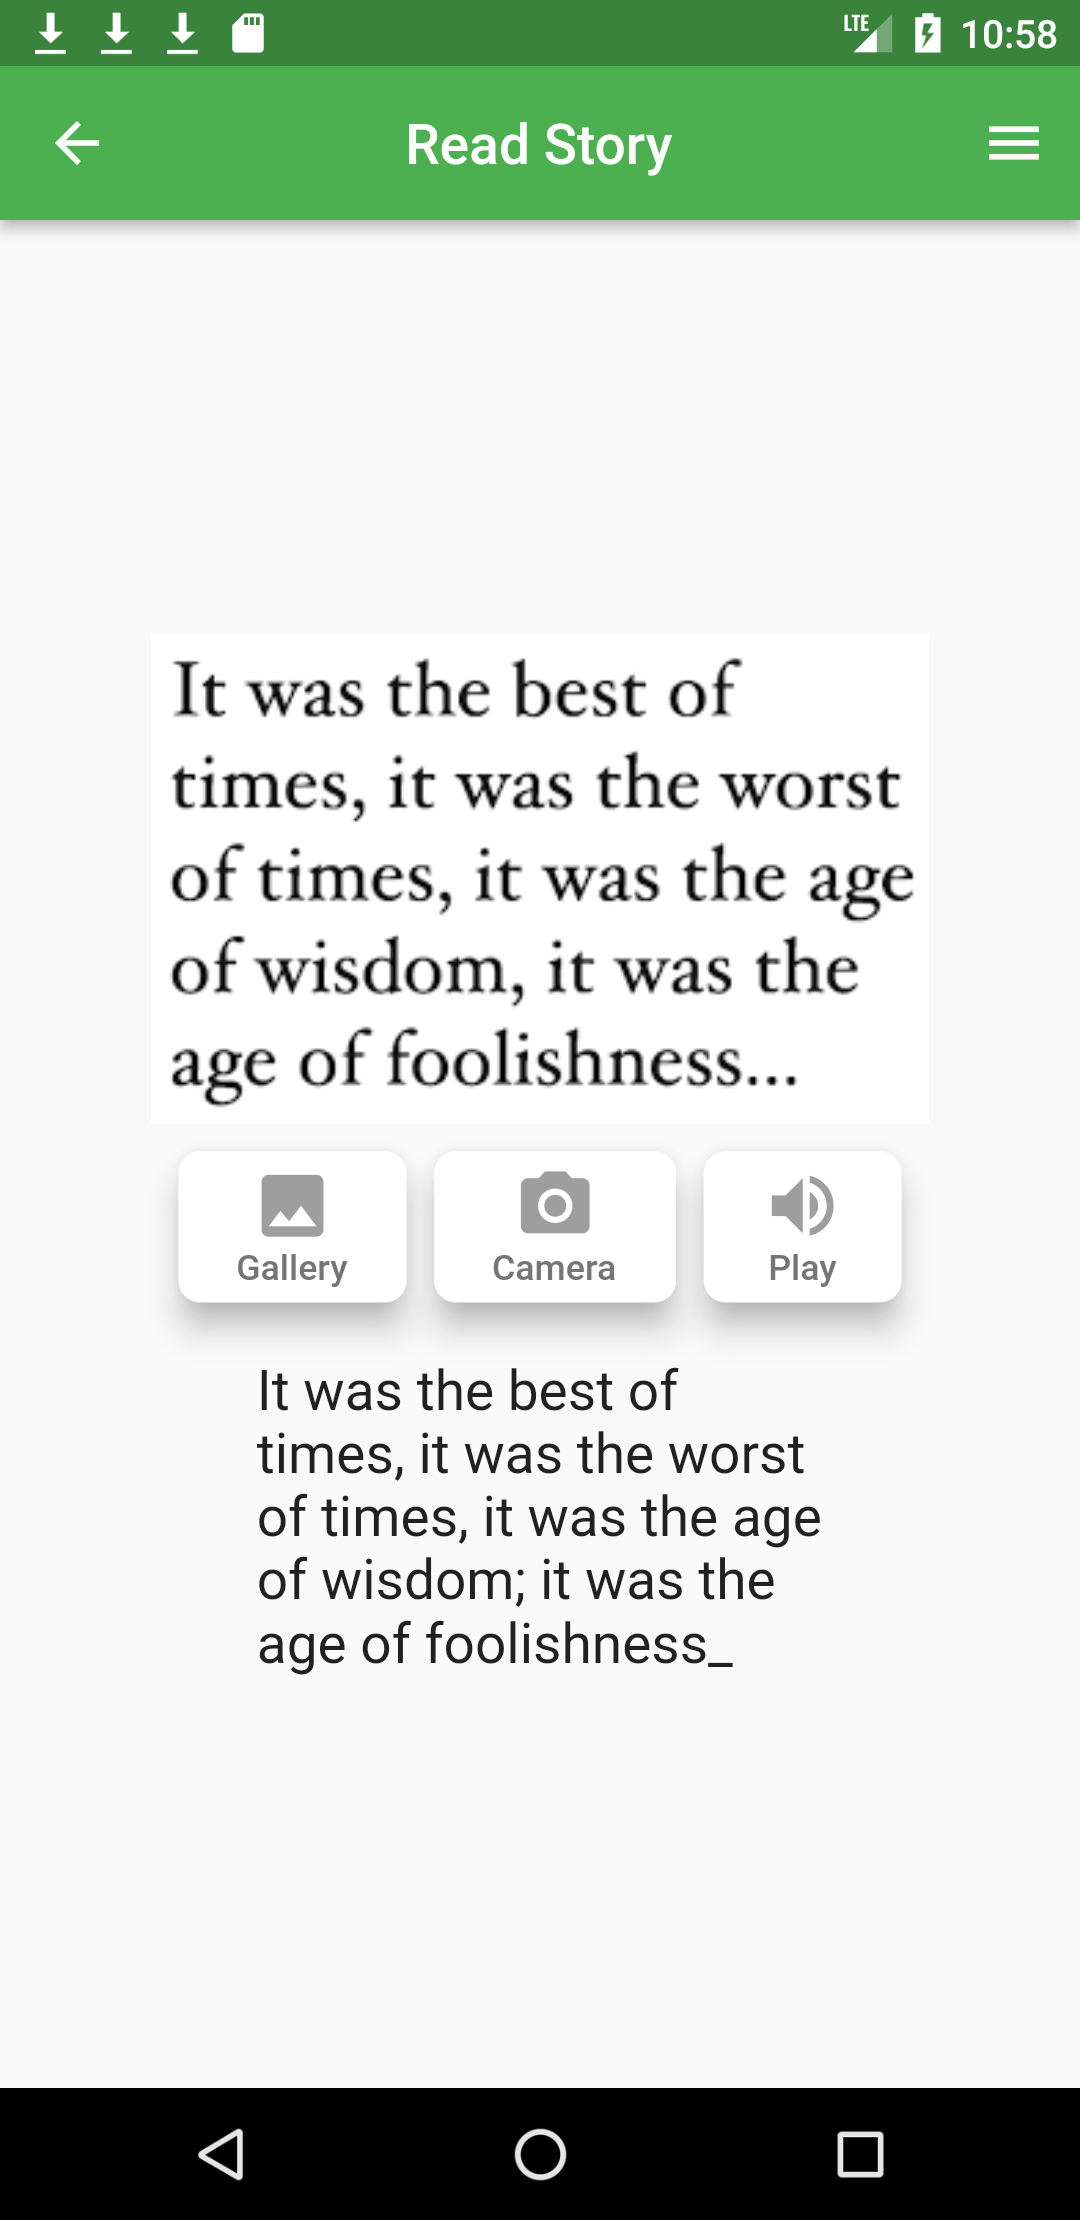 LTE 10:58
Read Story
It was the best of
times, it was the worst
of times, it was the age
of wisdom, it was the
age of foolishness...
Gallery Camera Play
It was the best of
times, it was the worst
of times, it was the age
of wisdom; it was the
age of foolishness_